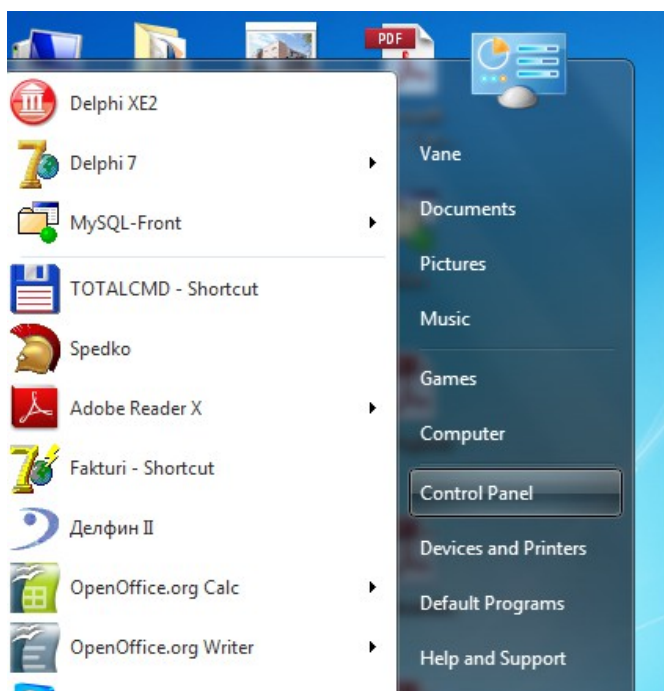 PDF
Delphi XE2
Delphi 7
MySQL-Front
TOTALCMD - Shortcut
Spedko
Adobe Reader X
Fakturi - Shortcut
Делфин II
OpenOffice.org Calc
OpenOffice.org Writer
Vane
Documents
Pictures
Music
Games
Computer
Control Panel
Devices and Printers
Default Programs
Help and Support